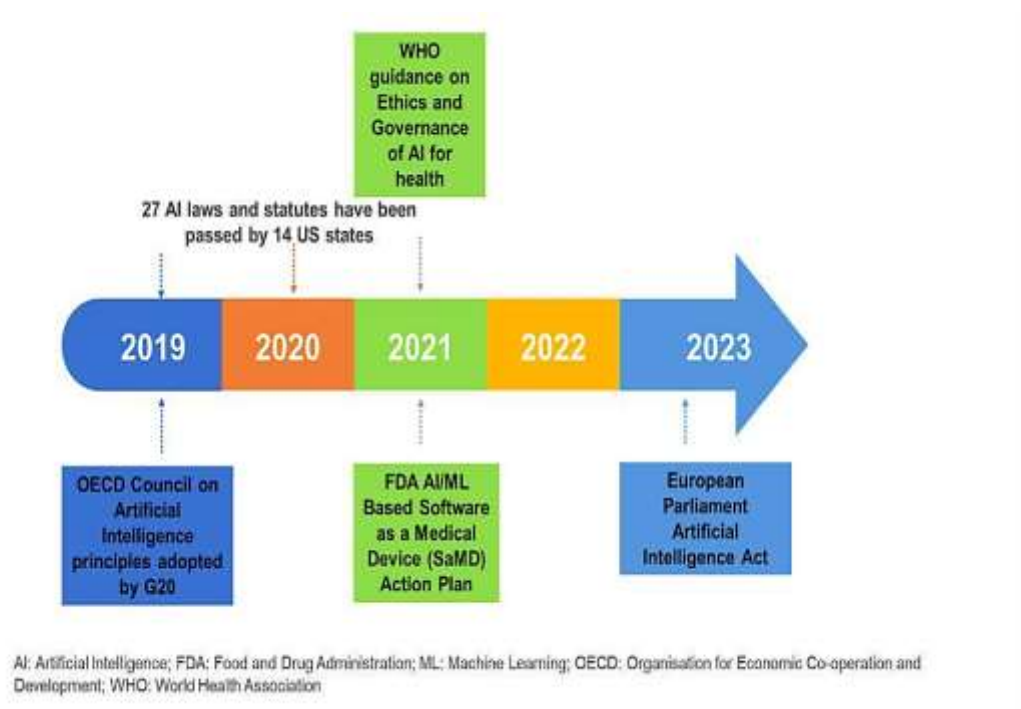 WHO
guidance on
Ethics and
Governance
of AI for
health
27 AI laws and statutes have been
passed by 14 US states
2019
2020
2021
2022
2023
OECD Council on
Artificial
Intelligence
principles adopted
by G20
FDA AI/ML
Based Software
as a Medical
Device (SaMD)
Action Plan
European
Parliament
Artificial
Intelligence Act
AI: Artificial Intelligence; FDA: Food and Drug Administration; ML: Machine Learning; OECD: Organisation for Economic Co-operation and
Development; WHO: World Health Association